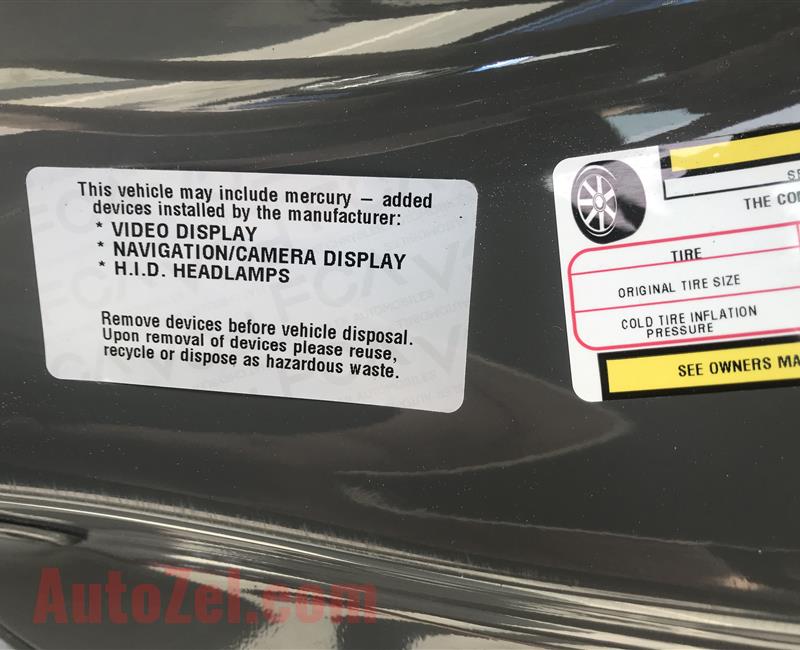 This vehicle may include mercury – added
devices installed by the manufacturer:
* VIDEO DISPLAY
* NAVIGATION/CAMERA DISPLAY
* H.I.D. HEADLAMPS
Remove devices before vehicle disposal.
Upon removal of devices please reuse,
recycle or dispose as hazardous waste.
THE
TIRE
ORIGINAL TIRE SIZE
COLD TIRE INFLATION
PRESSURE
SEE OWNERS
AutoZel.com